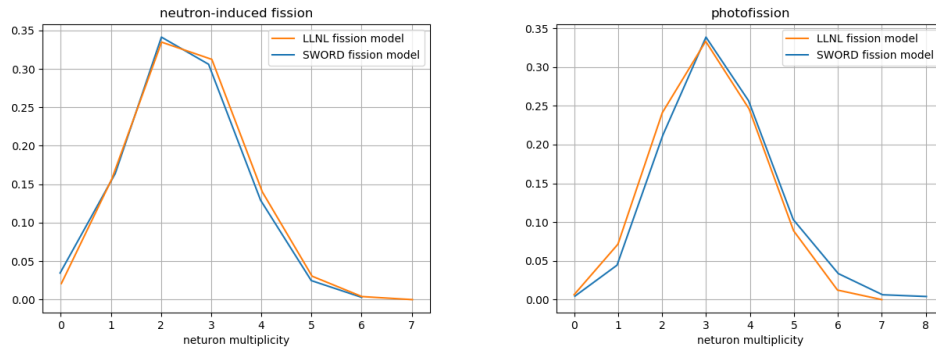 neutron-induced fission
LLNL fission model
SWORD fission model
0.35
0.30
0.25
0.20
0.15
0.10
0.05
0.00
0 1 2 3 4 5 6 7
neturon multiplicity
photofission
LLNL fission model
SWORD fission model
0.35
0.30
0.25
0.20
0.15
0.10
0.05
0.00
0 1 2 3 4 5 6 7 8
neturon multiplicity